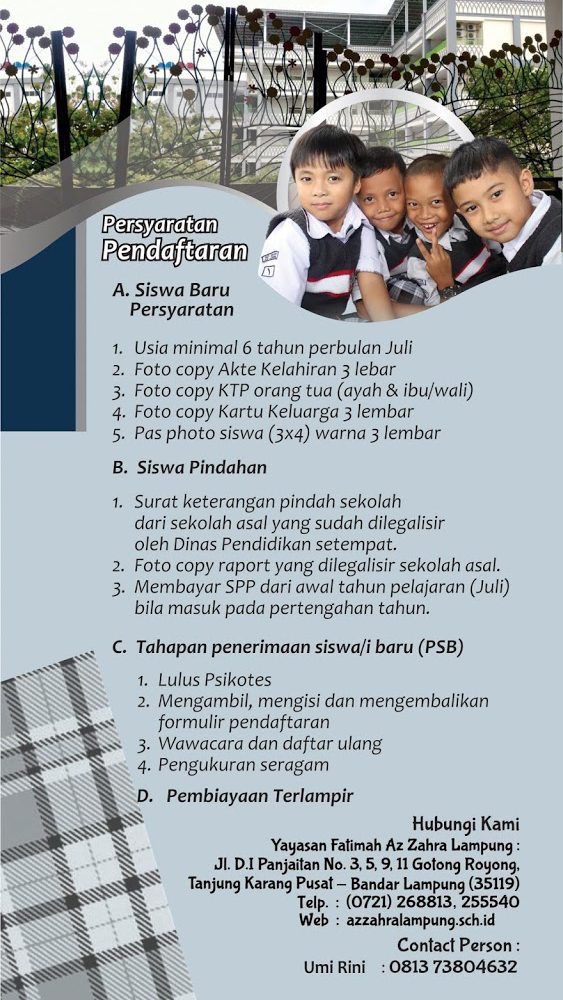 Persyaratan
Pendaftaran
A. Siswa Baru
Persyaratan
1. Usia minimal 6 tahun perbulan Juli
2. Foto copy Akte Kelahiran 3 lebar
3. Foto copy KTP orang tua (ayah & ibu/wali)
4. Foto copy Kartu Keluarga 3 lembar
5. Pas photo siswa (3x4) warna 3 lembar
B. Siswa Pindahan
1. Surat keterangan pindah sekolah
dari sekolah asal yang sudah dilegalisir
oleh Dinas Pendidikan setempat.
2. Foto copy raport yang dilegalisir sekolah asal.
3. Membayar SPP dari awal tahun pelajaran (Juli)
bila masuk pada pertengahan tahun.
C. Tahapan penerimaan siswa/i baru (PSB)
1. Lulus Psikotes
2. Mengambil, mengisi dan mengembalikan
formulir pendaftaran
3. Wawacara dan daftar ulang
4. Pengukuran seragam
D. Pembiayaan Terlampir
Hubungi Kami
Yayasan Fatimah Az Zahra Lampung :
Jl. D.I Panjaitan No. 3, 5, 9, 11 Gotong Royong,
Tanjung Karang Pusat – Bandar Lampung (35119)
Telp. : (0721) 268813, 255540
Web : azzahralampung.sch.id
Contact Person :
Umi Rini : 0813 73804632